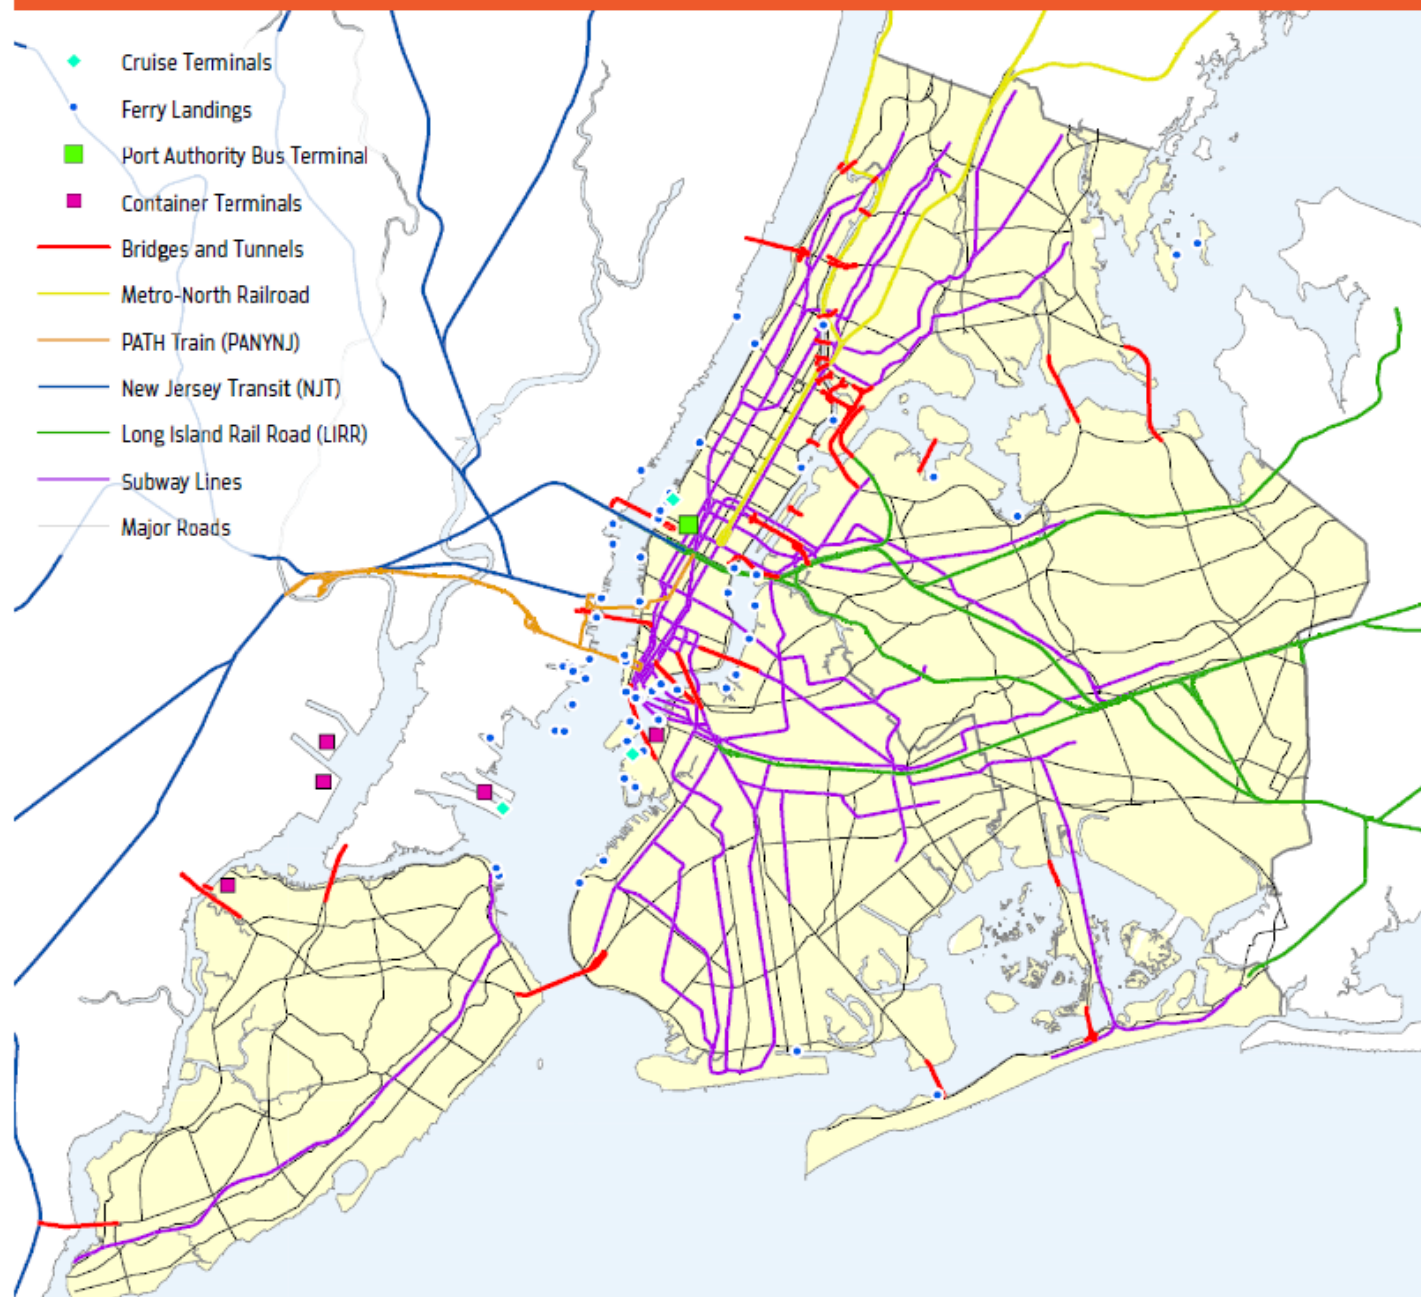 Cruise Terminals
Ferry Landings
Port Authority Bus Terminal
Container Terminals
Bridges and Tunnels
Metro-North Railroad
PATH Train (PANYNJ)
New Jersey Transit (NJT)
Long Island Rail Road (LIRR)
Subway Lines
Major Roads